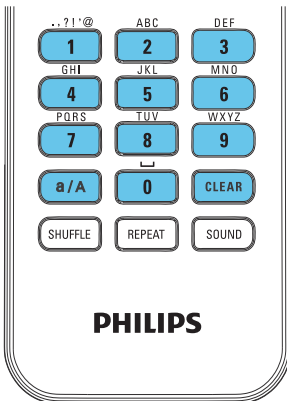 .,?!'@ ABC DEF
1 2 3
GHI JKL MNO
4 5 6
PQRS TUV WXYZ
7 8 9
a/A 0 CLEAR
SHUFFLE REPEAT SOUND
PHILIPS